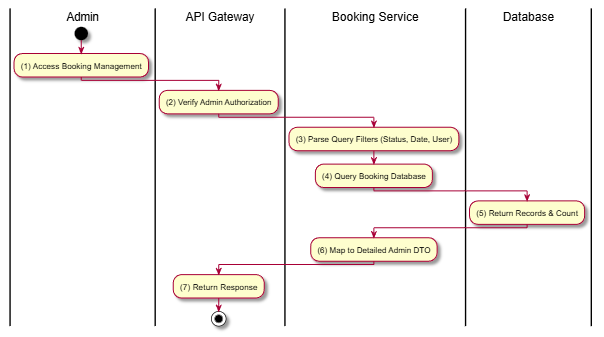 Admin
API Gateway
Booking Service
Database
(1) Access Booking Management
(2) Verify Admin Authorization
(3) Parse Query Filters (Status, Date, User)
(4) Query Booking Database
(5) Return Records & Count
(6) Map to Detailed Admin DTO
(7) Return Response